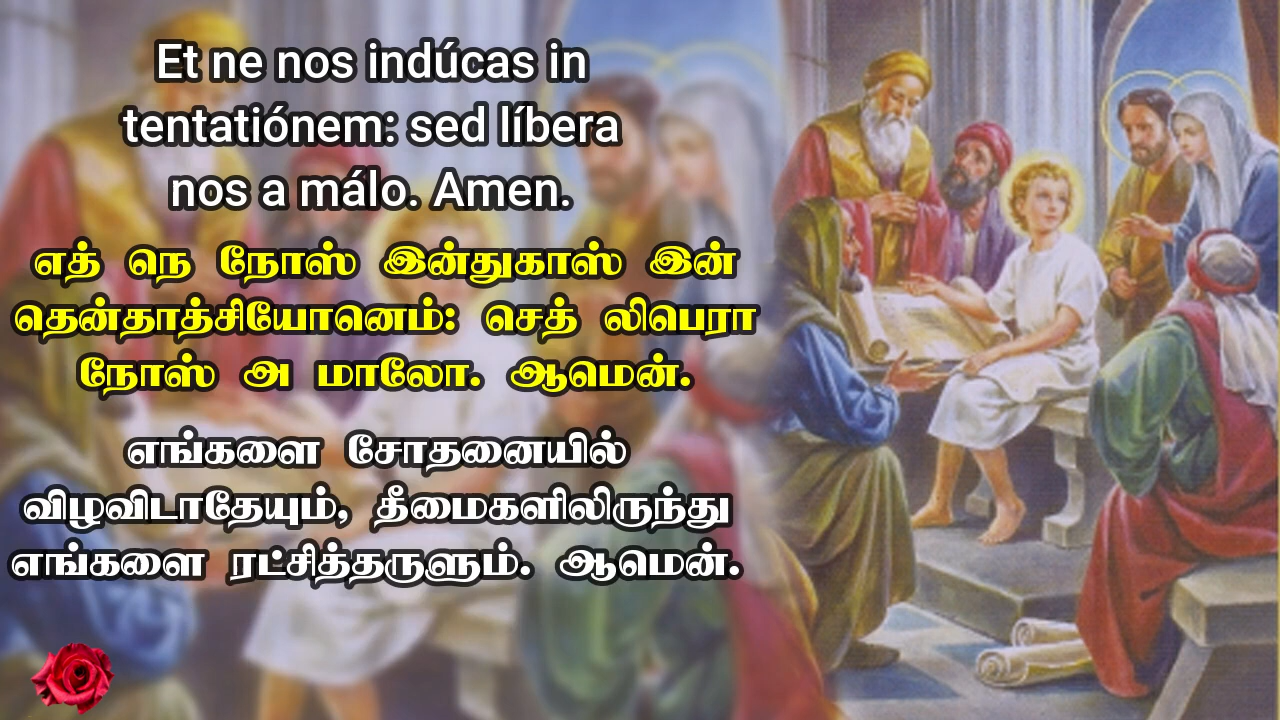 Et ne nos indúcas in
tentatiónem: sed líbera
nos a málo. Amen.
எத் நெ நோஸ் இன்துகாஸ் இன்
தென்தாத்சியோனெம்: செத் லிபெரா
நோஸ் அ மாலோ. ஆமென்.
எங்களை சோதனையில்
விழவிடாதேயும், தீமைகளிலிருந்து
எங்களை ரட்சித்தருளும். ஆமென்.